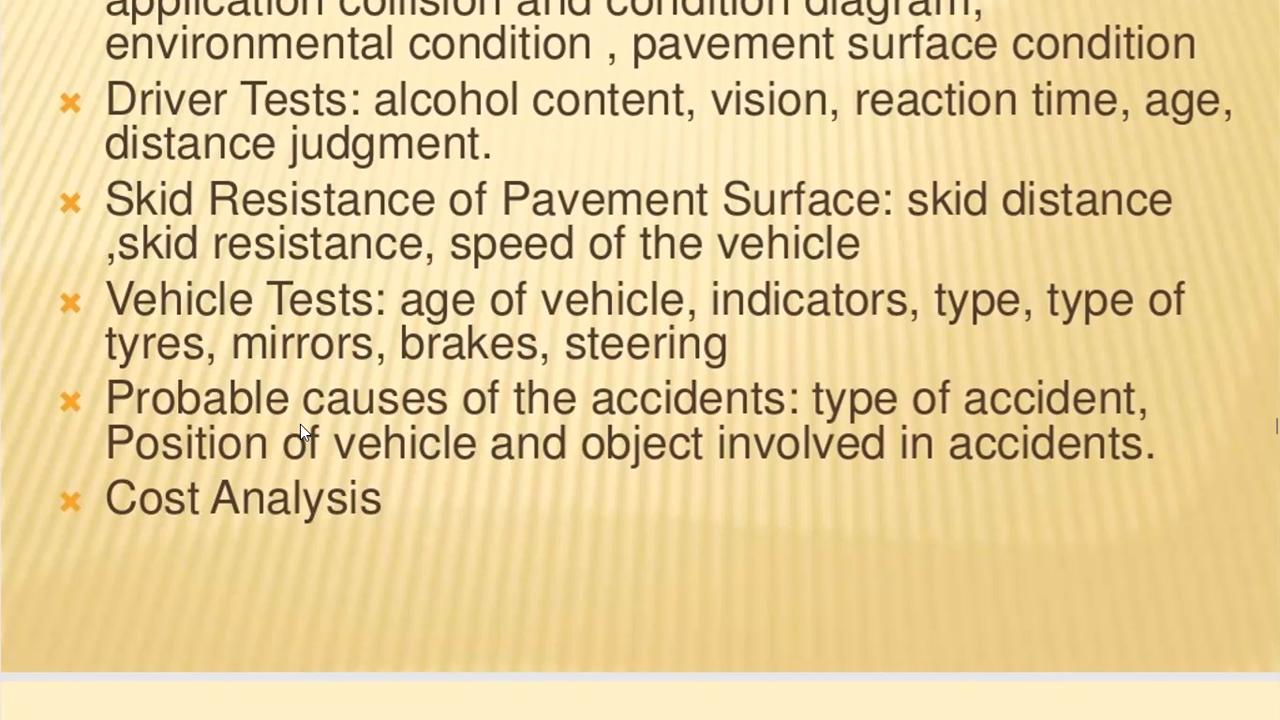 application collision and condition diagram,
environmental condition , pavement surface condition
Driver Tests: alcohol content, vision, reaction time, age,
distance judgment.
Skid Resistance of Pavement Surface: skid distance
,skid resistance, speed of the vehicle
Vehicle Tests: age of vehicle, indicators, type, type of
tyres, mirrors, brakes, steering
Probable causes of the accidents: type of accident,
Position of vehicle and object involved in accidents.
Cost Analysis